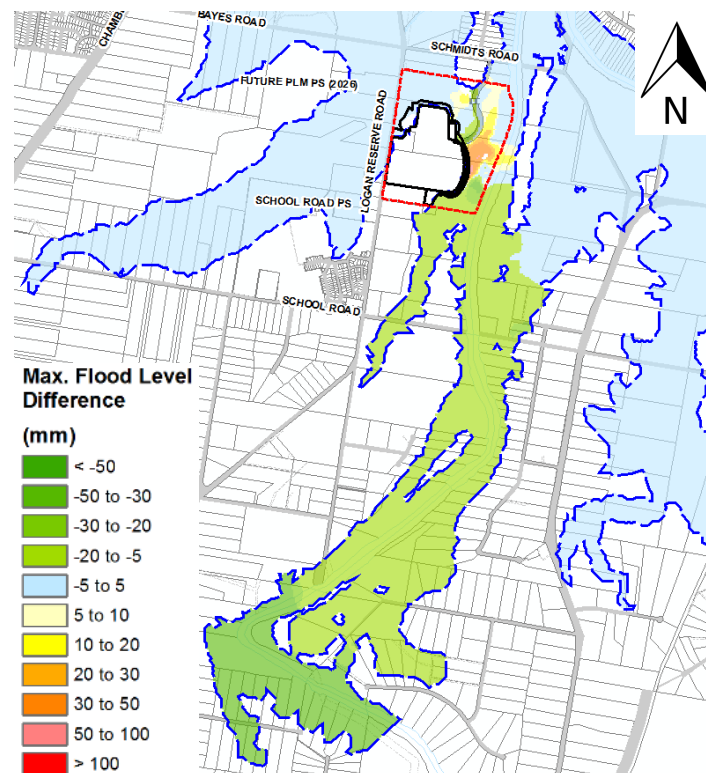 BAYES ROAD
CHAMB
SCHMIDTS ROAD
FUTURE PLM PS (2026)
LOGAN RESERVE ROAD
SCHOOL ROAD PS
SCHOOL ROAD
N
Max. Flood Level
Difference
(mm)
< -50
-50 to -30
-30 to -20
-20 to -5
-5 to 5
5 to 10
10 to 20
20 to 30
30 to 50
50 to 100
> 100